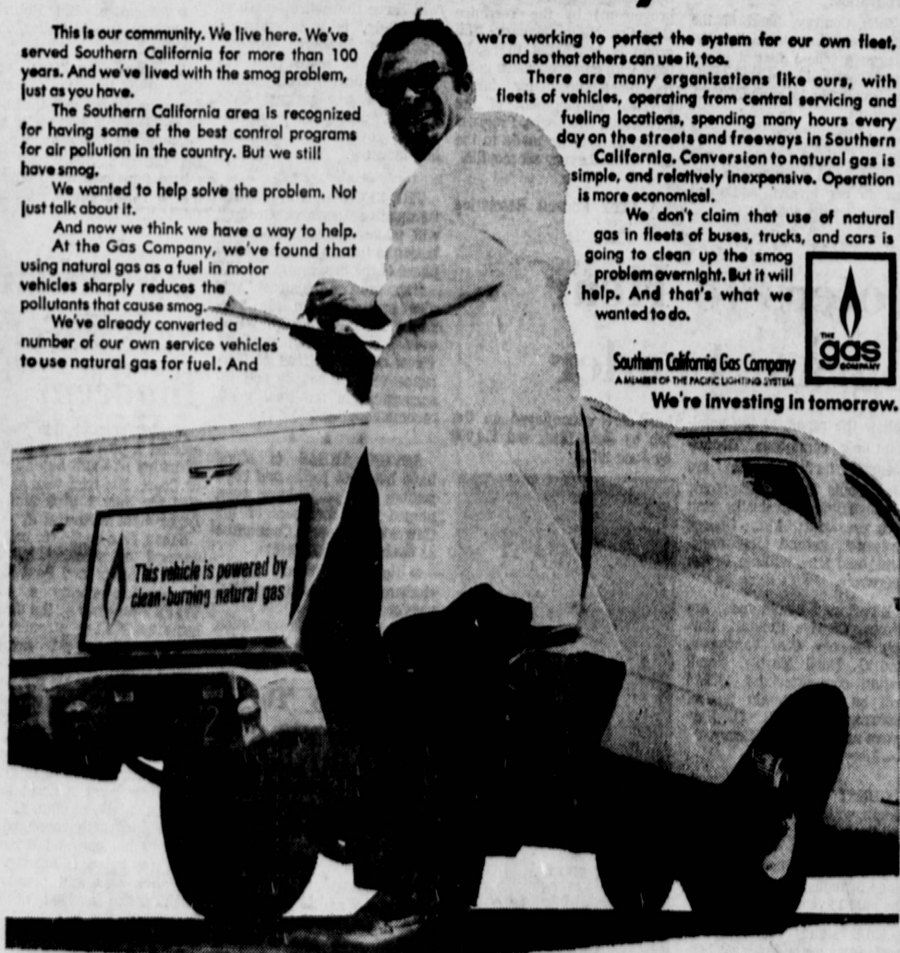 This is our community. We live here. We've
served Southern California for more than 100
years. And we've lived with the smog problem,
just as you have.
The Southern California area is recognized
for having some of the best control programs
for air pollution in the country. But we still
have smog.
We wanted to help solve the problem. Not
just talk about it.
And now we think we have a way to help.
At the Gas Company, we've found that
using natural gas as a fuel in motor
vehicles sharply reduces the
pollutants that cause smog.
We've already converted a
number of our own service vehicles
to use natural gas for fuel. And
we're working to perfect the system for our own fleet,
and so that others can use it, too.
There are many organizations like ours, with
fleets of vehicles, operating from central servicing and
fueling locations, spending many hours every
day on the streets and freeways in Southern
California. Conversion to natural gas is
simple, and relatively inexpensive. Operation
is more economical.
We don't claim that use of natural
gas in fleets of buses, trucks, and cars is
going to clean up the smog
problem overnight. But it will
help. And that's what we
wanted to do.
THE
gas
COMPANY
Southern California Gas Company
A MEMBER OF THE PACIFIC LIGHTING SYSTEM
We're investing in tomorrow.
This vehicle is powered by
clean-burning natural gas